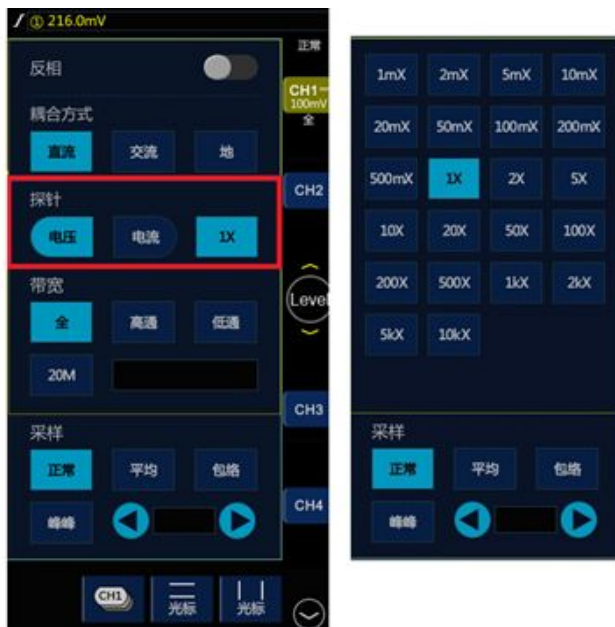 ① 216.0mV
正常
反相
CH1
100mV
全
耦合方式
直流 交流 地
CH2
探针
电压 电流 1X
带宽
全 高通 低通
Level
20M
CH3
采样
正常 平均 包络
CH4
峰峰
CH1 光标 光标
1mX 2mX 5mX 10mX
20mX 50mX 100mX 200mX
500mX 1X 2X 5X
10X 20X 50X 100X
200X 500X 1kX 2kX
5kX 10kX
采样
正常 平均 包络
峰峰